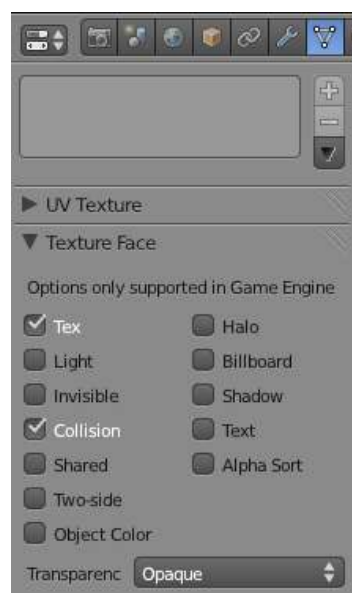 UV Texture
Texture Face
Options only supported in Game Engine
Tex
Halo
Light
Billboard
Invisible
Shadow
Collision
Text
Shared
Alpha Sort
Two-side
Object Color
Transparenc Opaque